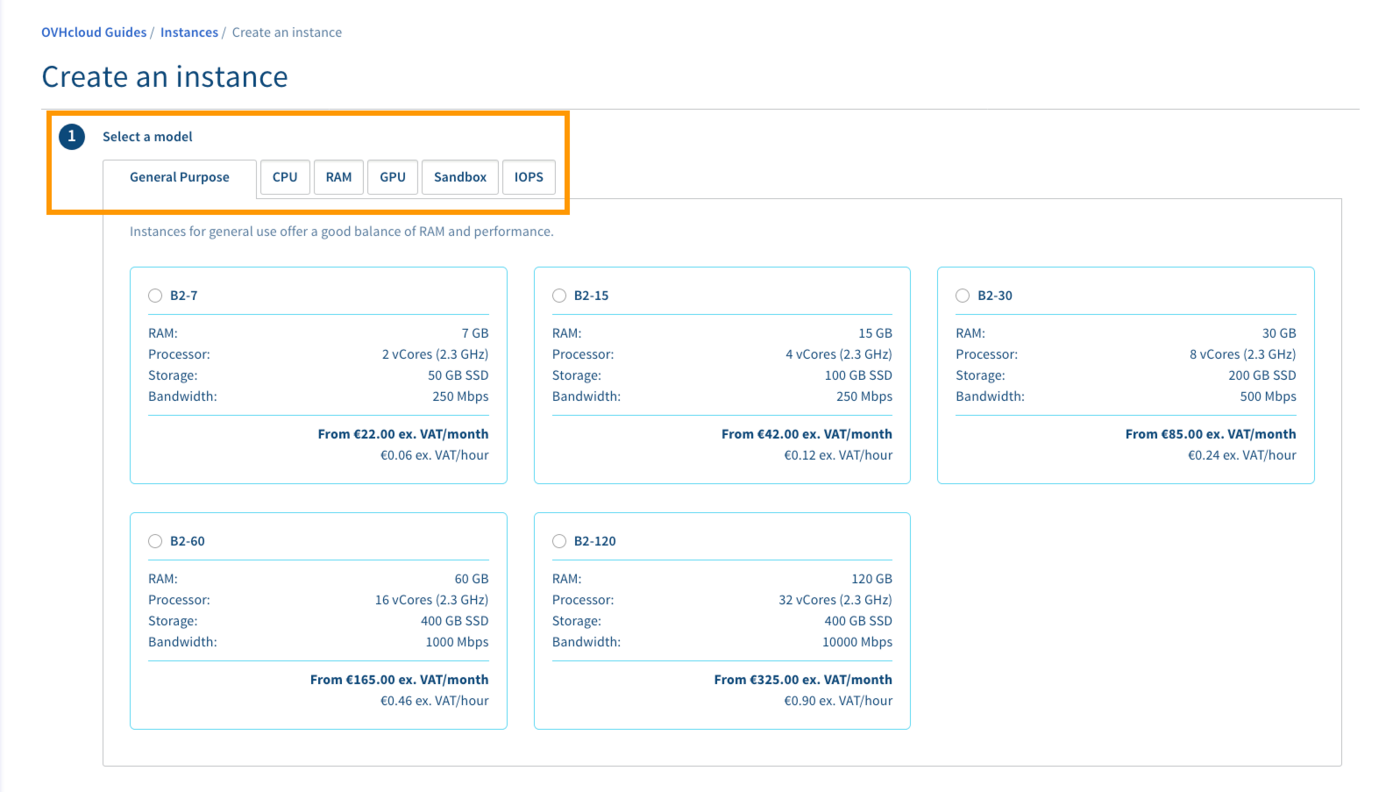 OVHcloud Guides / Instances / Create an instance
Create an instance
1 Select a model
General Purpose CPU RAM GPU Sandbox IOPS
Instances for general use offer a good balance of RAM and performance.
B2-7
RAM: 7 GB
Processor: 2 vCores (2.3 GHz)
Storage: 50 GB SSD
Bandwidth: 250 Mbps
From €22.00 ex. VAT/month
€0.06 ex. VAT/hour
B2-15
RAM: 15 GB
Processor: 4 vCores (2.3 GHz)
Storage: 100 GB SSD
Bandwidth: 250 Mbps
From €42.00 ex. VAT/month
€0.12 ex. VAT/hour
B2-30
RAM: 30 GB
Processor: 8 vCores (2.3 GHz)
Storage: 200 GB SSD
Bandwidth: 500 Mbps
From €85.00 ex. VAT/month
€0.24 ex. VAT/hour
B2-60
RAM: 60 GB
Processor: 16 vCores (2.3 GHz)
Storage: 400 GB SSD
Bandwidth: 1000 Mbps
From €165.00 ex. VAT/month
€0.46 ex. VAT/hour
B2-120
RAM: 120 GB
Processor: 32 vCores (2.3 GHz)
Storage: 400 GB SSD
Bandwidth: 10000 Mbps
From €325.00 ex. VAT/month
€0.90 ex. VAT/hour